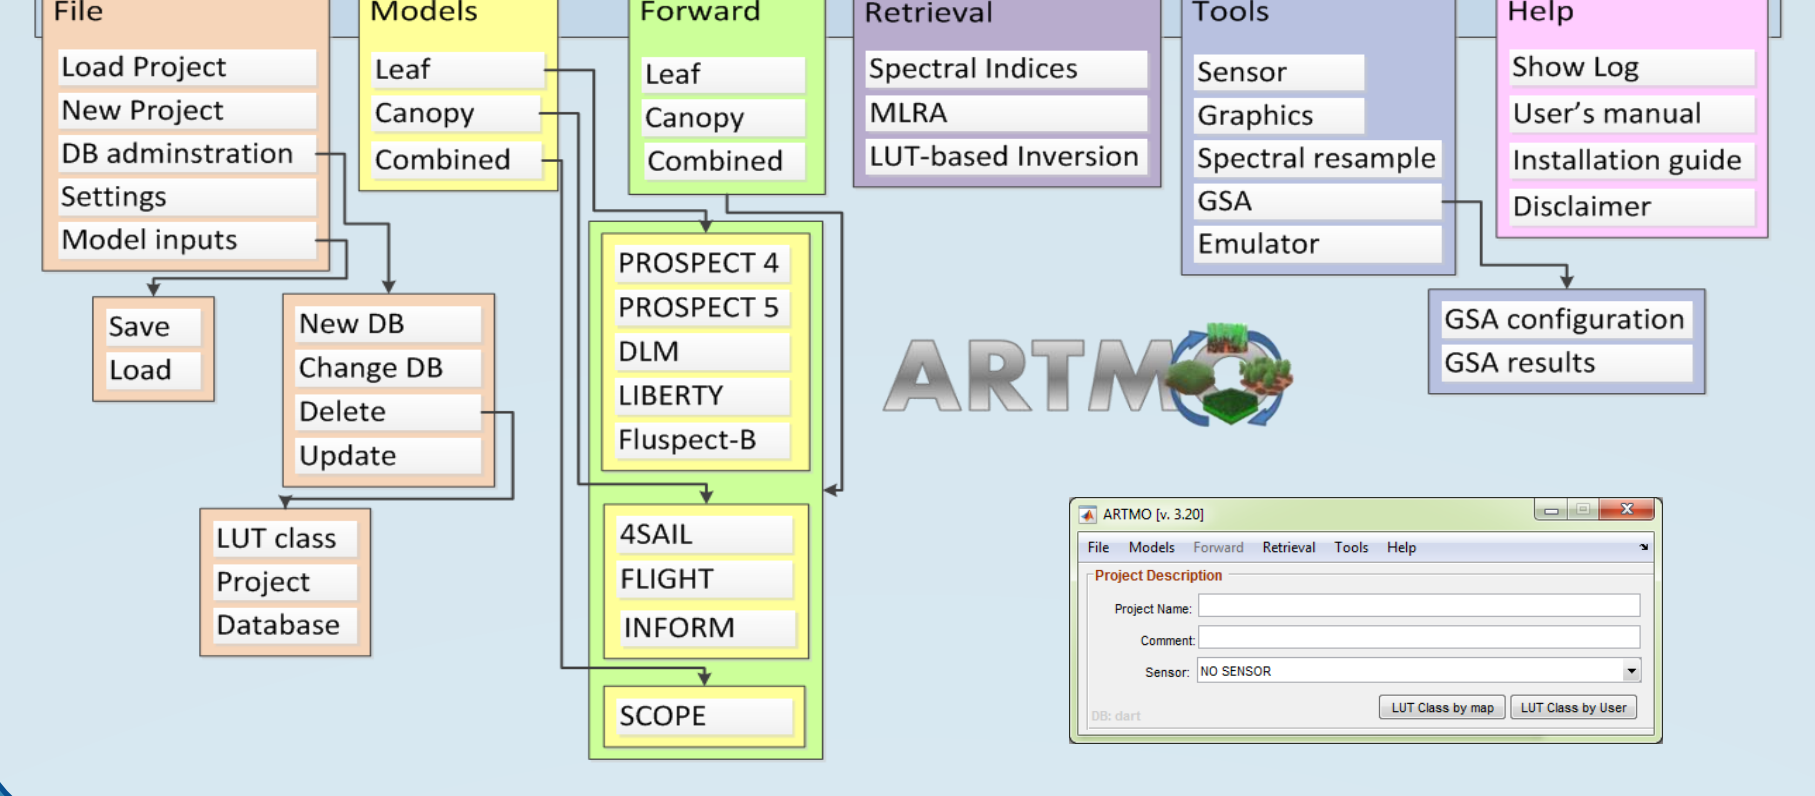 File
Load Project
New Project
DB adminstration
Settings
Model inputs
Save
Load
New DB
Change DB
Delete
Update
LUT class
Project
Database
Models
Leaf
Canopy
Combined
Forward
Leaf
Canopy
Combined
PROSPECT 4
PROSPECT 5
DLM
LIBERTY
Fluspect-B
4SAIL
FLIGHT
INFORM
SCOPE
Retrieval
Spectral Indices
MLRA
LUT-based Inversion
Tools
Sensor
Graphics
Spectral resample
GSA
Emulator
GSA configuration
GSA results
Help
Show Log
User's manual
Installation guide
Disclaimer
ARTMO
ARTMO [v. 3.20]
File Models Forward Retrieval Tools Help
Project Description
Project Name:
Comment:
Sensor: NO SENSOR
LUT Class by map LUT Class by User
DB: dart